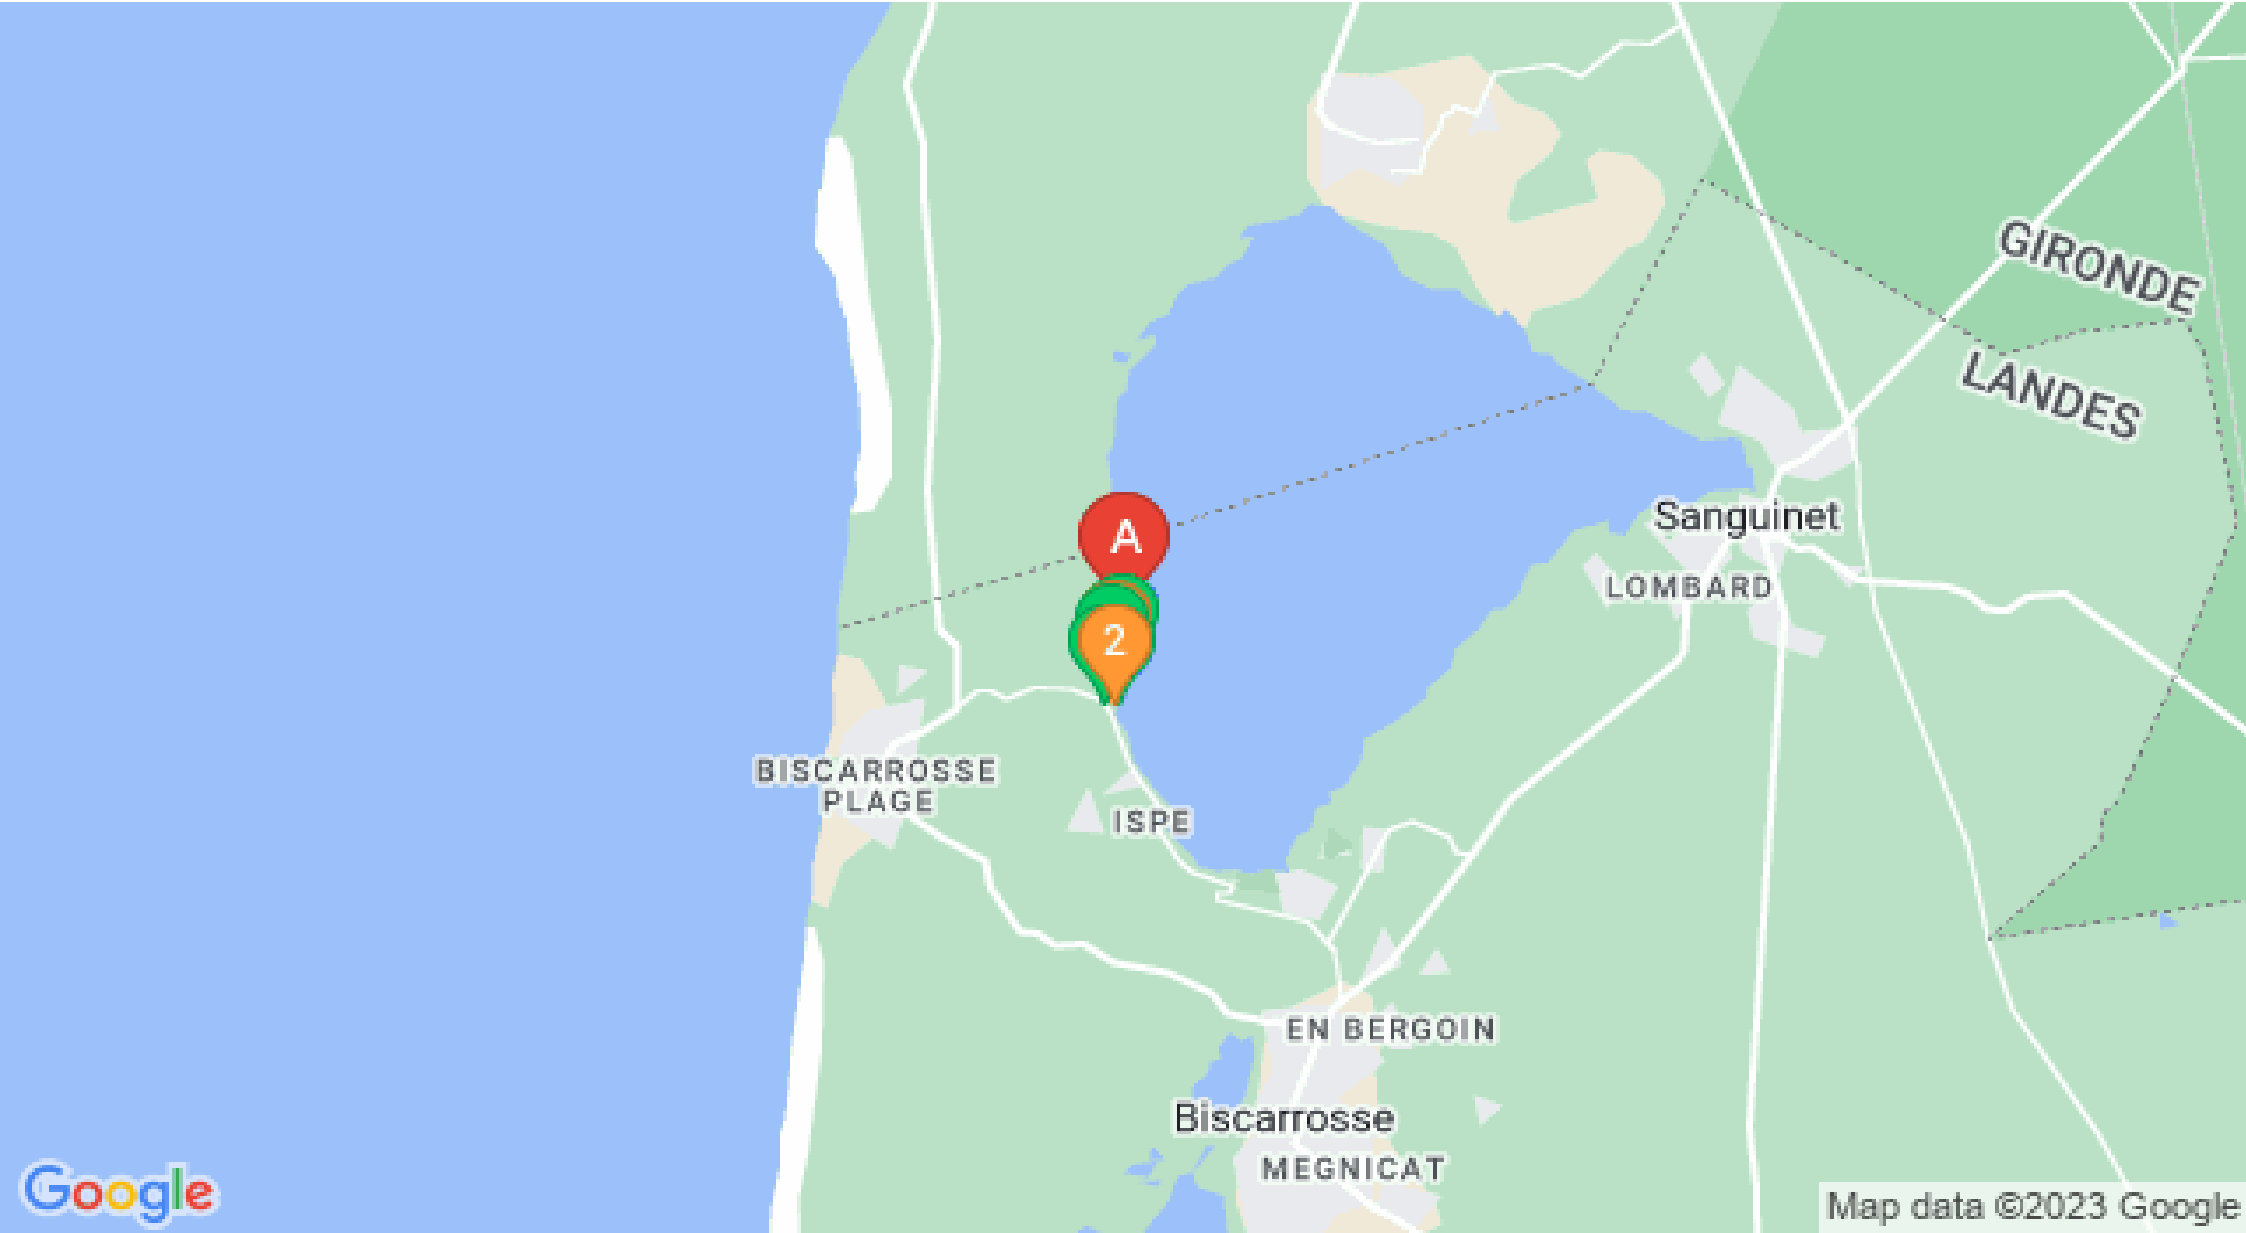 GIRONDE
LANDES
Sanguinet
A
LOMBARD
2
BISCARROSSE
PLAGE
ISPE
EN BERGOIN
Biscarrosse
MEGNICAT
Google
Map data ©2023 Google